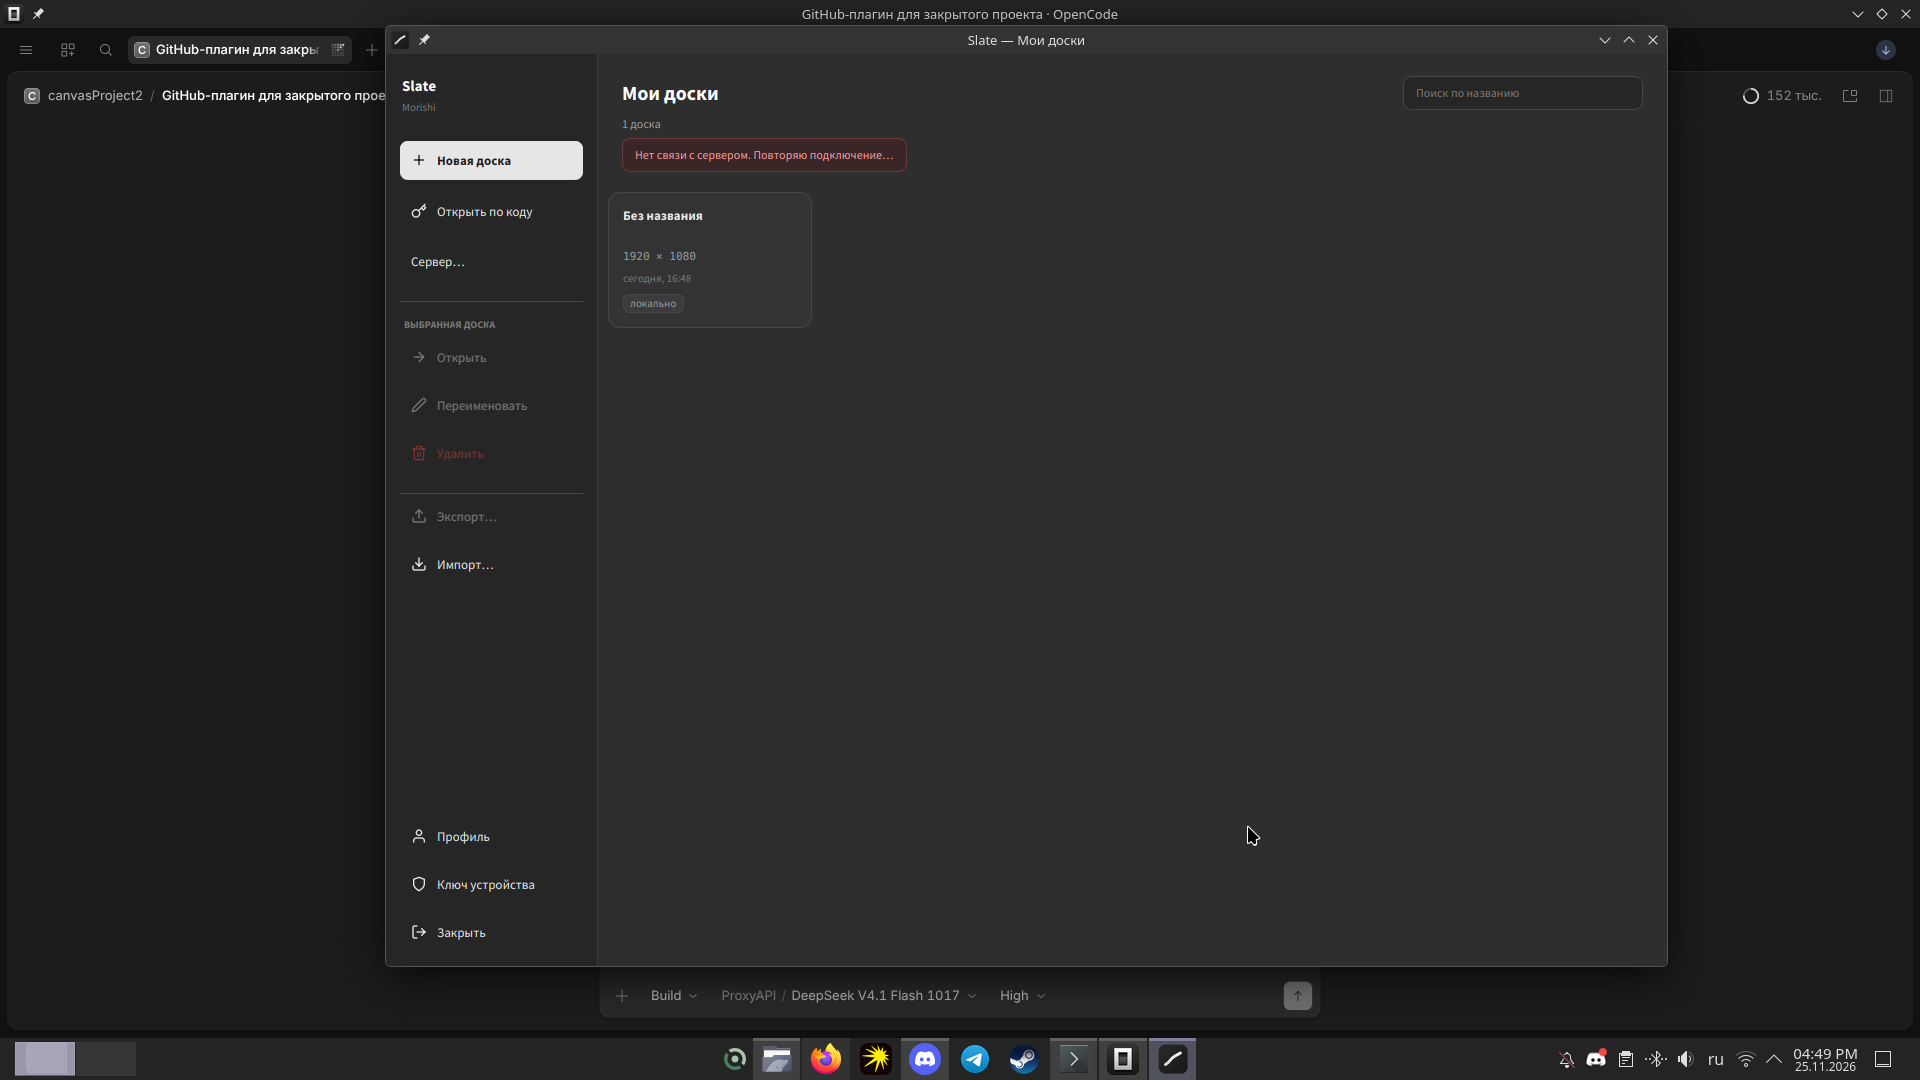 GitHub-плагин для закрытого проекта · OpenCode
C GitHub-плагин для закры
C canvasProject2 / GitHub-плагин для закрытого прое
152 тыс.
Slate — Мои доски
Slate
Morishi
Новая доска
Открыть по коду
Сервер…
ВЫБРАННАЯ ДОСКА
Открыть
Переименовать
Удалить
Экспорт…
Импорт…
Профиль
Ключ устройства
Закрыть
Мои доски
Поиск по названию
1 доска
Нет связи с сервером. Повторяю подключение…
Без названия
1920 × 1080
сегодня, 16:48
локально
Build ProxyAPI / DeepSeek V4.1 Flash 1017 High
ru
04:49 PM
25.11.2026